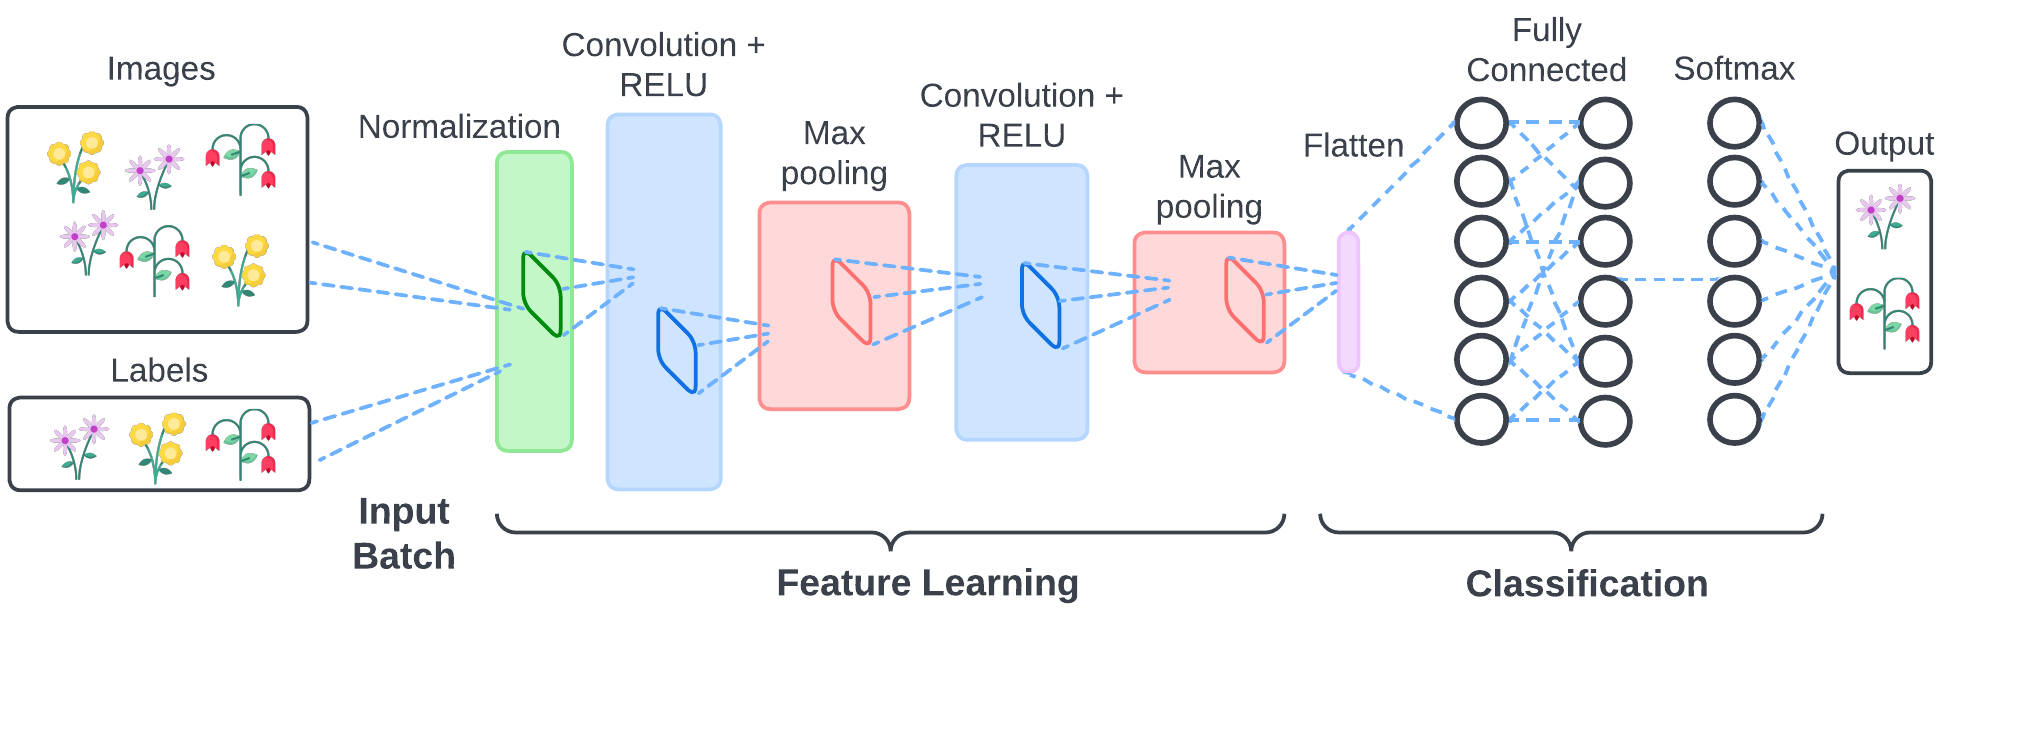 Images
Labels
Input
Batch
Normalization
Convolution +
RELU
Max
pooling
Convolution +
RELU
Max
pooling
Feature Learning
Flatten
Fully
Connected
Softmax
Classification
Output